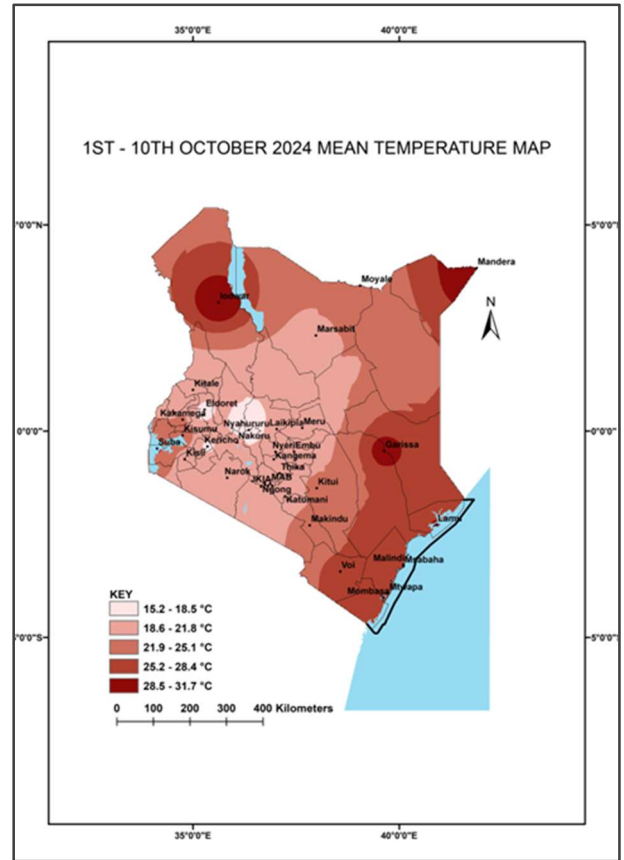 35°0'0"E 40°0'0"E
1ST - 10TH OCTOBER 2024 MEAN TEMPERATURE MAP
5°0'0"N
Mandera
Moyale
N
lodwar
Marsabit
Kitale
Eldoret
Kakamega
0°0'0" 0°0'0"
Nyahururu Laikipia Meru
Kisumu
Nakuru
Suba Kericho
Garissa
Nyeri Embu
Kisii
Kangema
Thika
Narok
JKIA MAB
Kitui
Ngong
Katumani
Lamu
Makindu
Malindi Msabaha
Voi
Mtwapa
Mombasa
KEY
15.2 - 18.5 °C
18.6 - 21.8 °C
5°0'0"S
21.9 - 25.1 °C
25.2 - 28.4 °C
28.5 - 31.7 °C
0 100 200 300 400 Kilometers
35°0'0"E 40°0'0"E